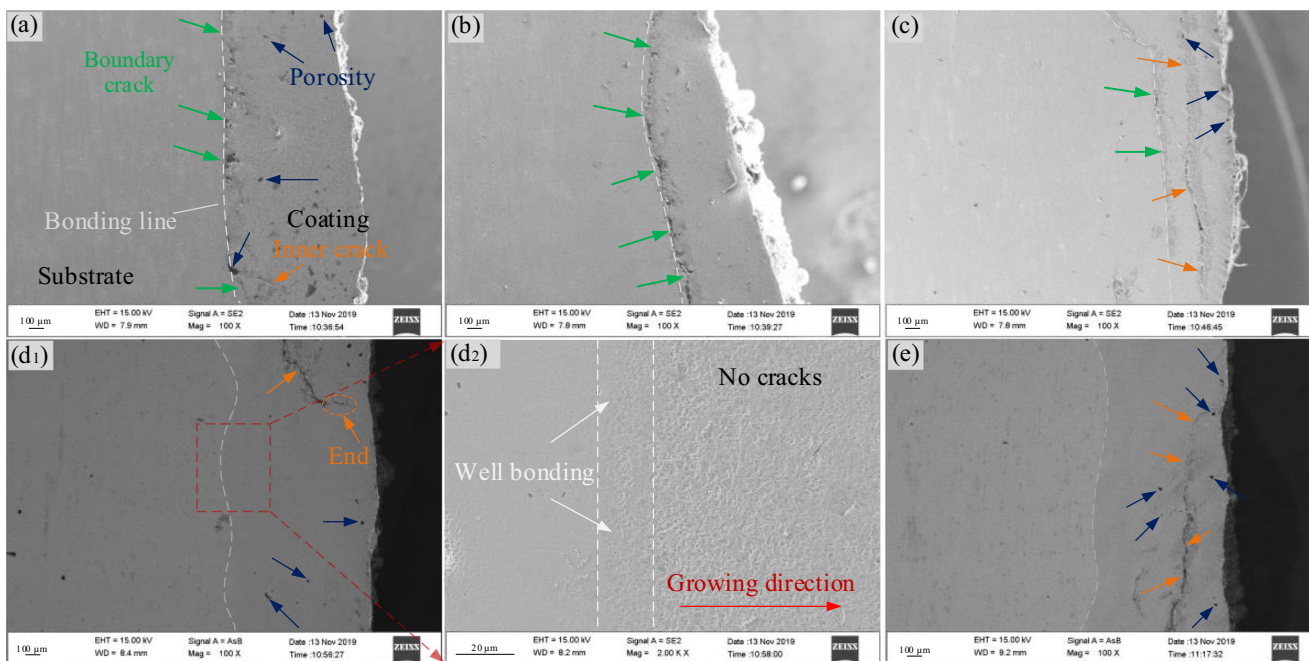 (a)
Boundary
crack
Porosity
Bonding line
Coating
Inner crack
Substrate
100 µm
EHT = 15.00 kV
WD = 7.9 mm
Signal A = SE2
Mag = 100 X
Date :13 Nov 2019
Time :10:36:54
ZEISS
(b)
100 µm
EHT = 15.00 kV
WD = 7.8 mm
Signal A = SE2
Mag = 100 X
Date :13 Nov 2019
Time :10:39:27
ZEISS
(c)
100 µm
EHT = 15.00 kV
WD = 7.8 mm
Signal A = SE2
Mag = 100 X
Date :13 Nov 2019
Time :10:46:45
ZEISS
(d1)
End
100 µm
EHT = 15.00 kV
WD = 8.4 mm
Signal A = AsB
Mag = 100 X
Date :13 Nov 2019
Time :10:56:27
ZEISS
(d2)
No cracks
Well bonding
Growing direction
20 µm
EHT = 15.00 kV
WD = 8.2 mm
Signal A = SE2
Mag = 2.00 K X
Date :13 Nov 2019
Time :10:58:00
ZEISS
(e)
100 µm
EHT = 15.00 kV
WD = 9.2 mm
Signal A = AsB
Mag = 100 X
Date :13 Nov 2019
Time :11:17:32
ZEISS